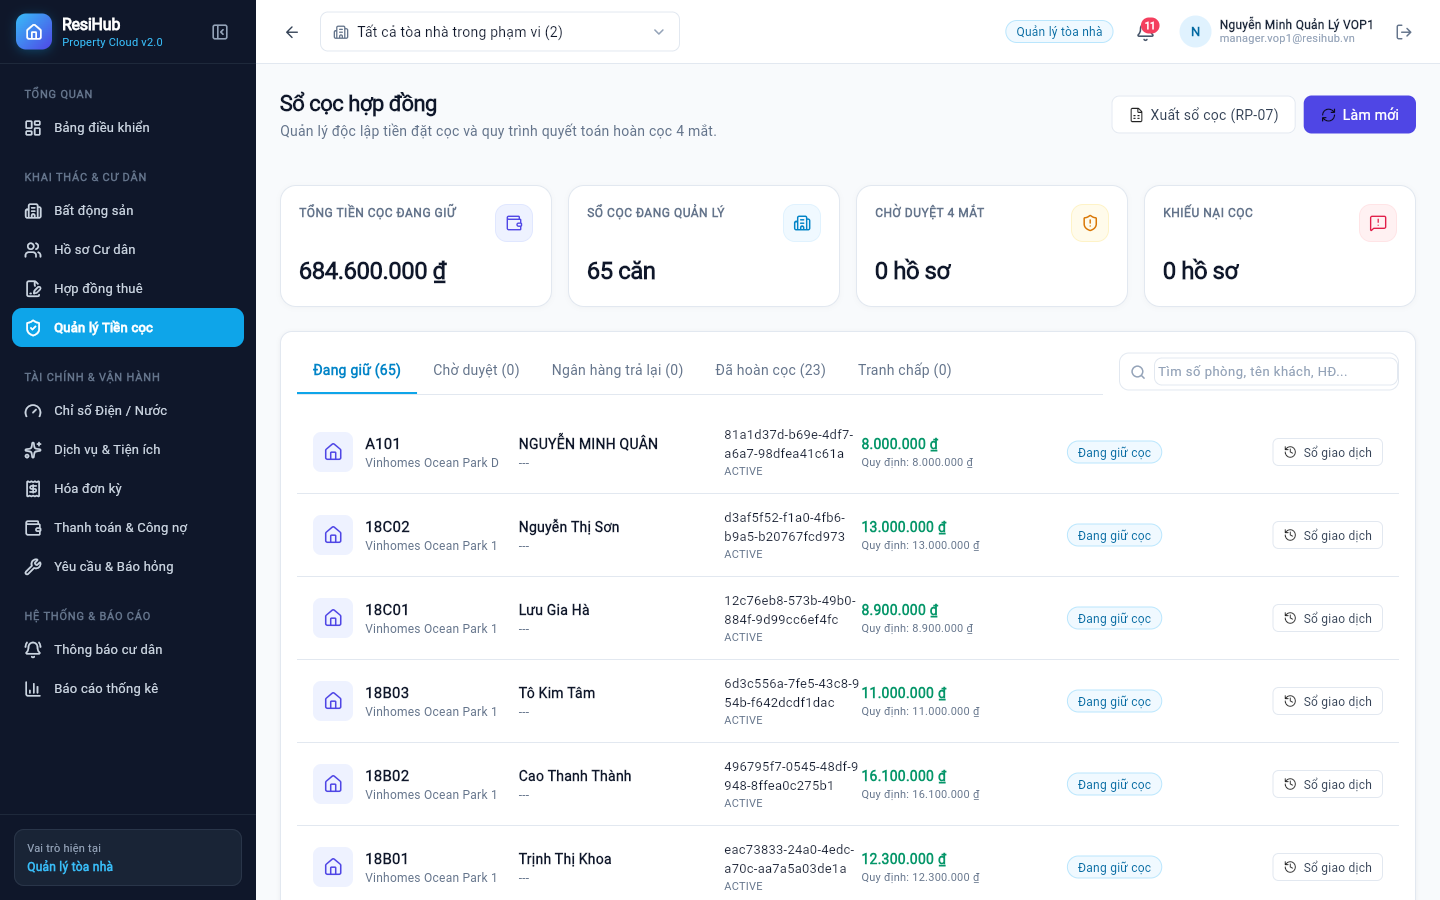 ResiHub
Property Cloud v2.0
TỔNG QUAN
Bảng điều khiển
KHAI THÁC & CƯ DÂN
Bất động sản
Hồ sơ Cư dân
Hợp đồng thuê
Quản lý Tiền cọc
TÀI CHÍNH & VẬN HÀNH
Chỉ số Điện / Nước
Dịch vụ & Tiện ích
Hóa đơn kỳ
Thanh toán & Công nợ
Yêu cầu & Báo hỏng
HỆ THỐNG & BÁO CÁO
Thông báo cư dân
Báo cáo thống kê
Vai trò hiện tại
Quản lý tòa nhà
Tất cả tòa nhà trong phạm vi (2)
Quản lý tòa nhà
11
N
Nguyễn Minh Quản Lý VOP1
manager.vop1@resihub.vn
Sổ cọc hợp đồng
Quản lý độc lập tiền đặt cọc và quy trình quyết toán hoàn cọc 4 mắt.
Xuất sổ cọc (RP-07)
Làm mới
TỔNG TIỀN CỌC ĐANG GIỮ
684.600.000 ₫
SỔ CỌC ĐANG QUẢN LÝ
65 căn
CHỜ DUYỆT 4 MẮT
0 hồ sơ
KHIẾU NẠI CỌC
0 hồ sơ
Đang giữ (65)
Chờ duyệt (0)
Ngân hàng trả lại (0)
Đã hoàn cọc (23)
Tranh chấp (0)
Tìm số phòng, tên khách, HĐ...
A101
Vinhomes Ocean Park D
NGUYỄN MINH QUÂN
---
81a1d37d-b69e-4df7-
a6a7-98dfea41c61a
ACTIVE
8.000.000 ₫
Quy định: 8.000.000 ₫
Đang giữ cọc
Sổ giao dịch
18C02
Vinhomes Ocean Park 1
Nguyễn Thị Sơn
---
d3af5f52-f1a0-4fb6-
b9a5-b20767fcd973
ACTIVE
13.000.000 ₫
Quy định: 13.000.000 ₫
Đang giữ cọc
Sổ giao dịch
18C01
Vinhomes Ocean Park 1
Lưu Gia Hà
---
12c76eb8-573b-49b0-
884f-9d99cc6ef4fc
ACTIVE
8.900.000 ₫
Quy định: 8.900.000 ₫
Đang giữ cọc
Sổ giao dịch
18B03
Vinhomes Ocean Park 1
Tô Kim Tâm
---
6d3c556a-7fe5-43c8-9
54b-f642dcdf1dac
ACTIVE
11.000.000 ₫
Quy định: 11.000.000 ₫
Đang giữ cọc
Sổ giao dịch
18B02
Vinhomes Ocean Park 1
Cao Thanh Thành
---
496795f7-0545-48df-9
948-8ffea0c275b1
ACTIVE
16.100.000 ₫
Quy định: 16.100.000 ₫
Đang giữ cọc
Sổ giao dịch
18B01
Vinhomes Ocean Park 1
Trịnh Thị Khoa
---
eac73833-24a0-4edc-
a70c-aa7a5a03de1a
ACTIVE
12.300.000 ₫
Quy định: 12.300.000 ₫
Đang giữ cọc
Sổ giao dịch